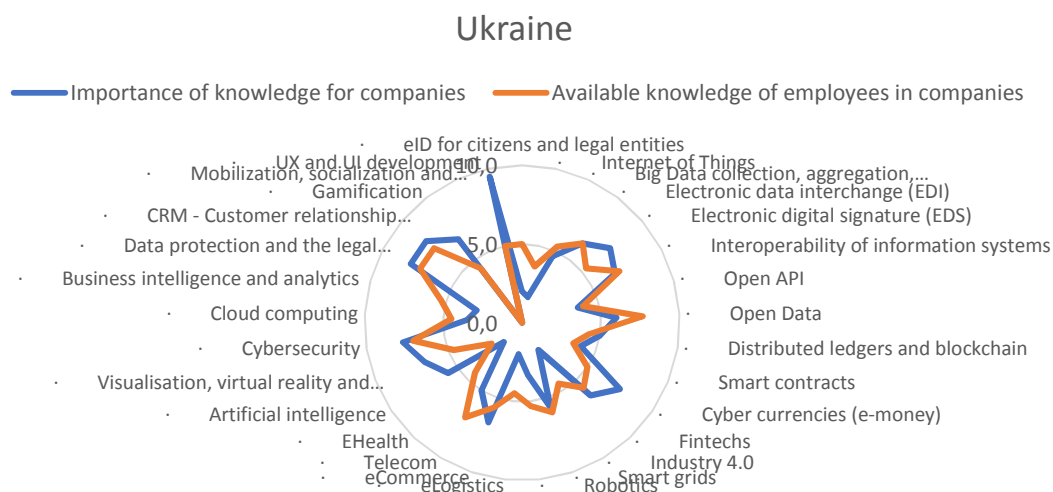 Ukraine
Importance of knowledge for companies
Available knowledge of employees in companies
· eID for citizens and legal entities
· Internet of Things
· Big Data collection, aggregation,...
· Electronic data interchange (EDI)
· Electronic digital signature (EDS)
· Interoperability of information systems
· Open API
· Open Data
· Distributed ledgers and blockchain
· Smart contracts
· Cyber currencies (e-money)
· Fintechs
· Industry 4.0
· Smart grids
· Robotics
· eLogistics
· eCommerce
· Telecom
· EHealth
· Artificial intelligence
· Visualisation, virtual reality and...
· Cybersecurity
· Cloud computing
· Business intelligence and analytics
· Data protection and the legal...
· CRM - Customer relationship...
· Gamification
· Mobilization, socialization and...
· UX and UI development
10,0
5,0
0,0